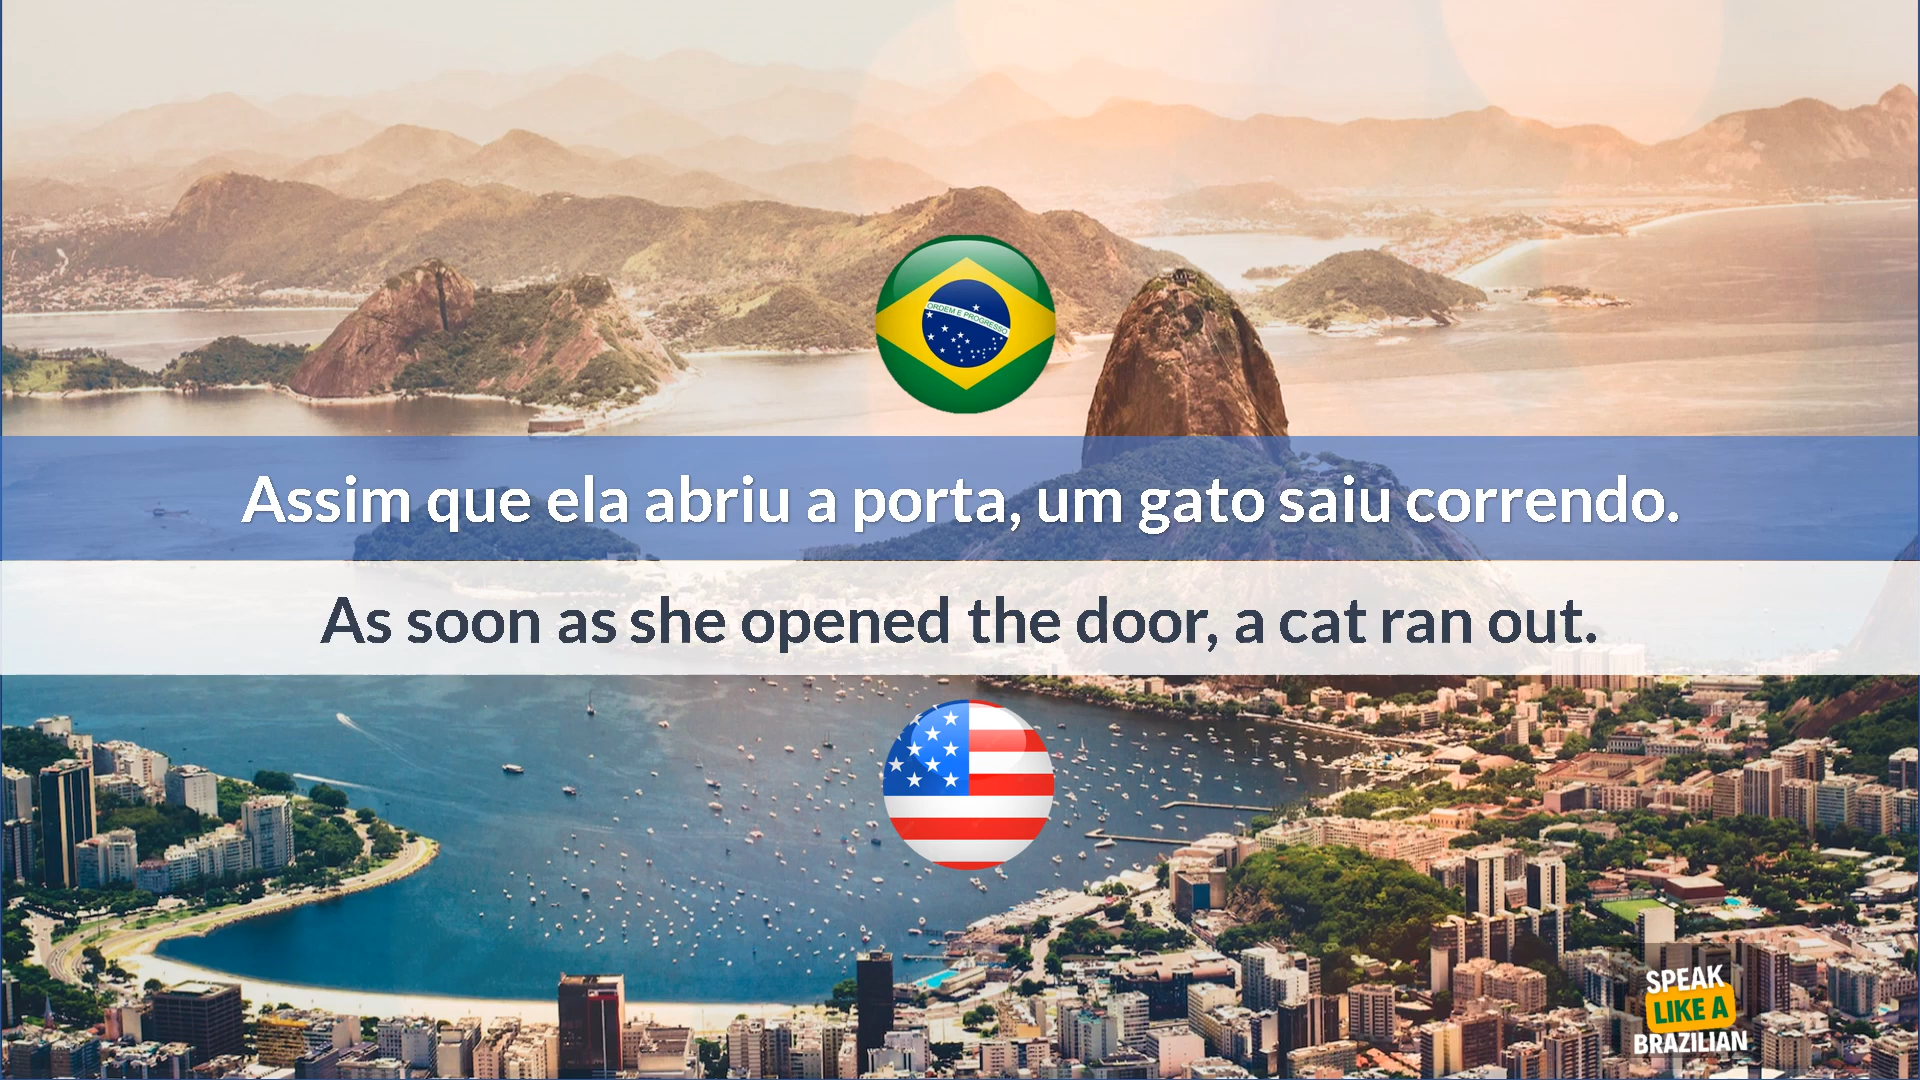 ORDEM E PROGRESSO
Assim que ela abriu a porta, um gato saiu correndo.
As soon as she opened the door, a cat ran out.
SPEAK
LIKE A
BRAZILIAN